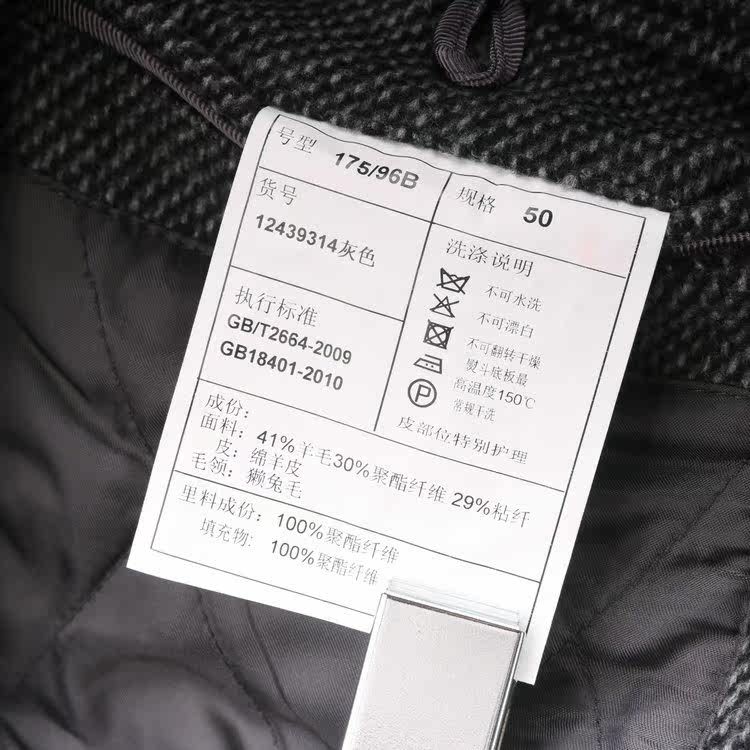 号型 175/96B 规格 50
货号
12439314灰色
执行标准
GB/T2664-2009
GB18401-2010
洗涤说明
不可水洗
不可漂白
不可翻转干燥
熨斗底板最
高温度150℃
P 常规干洗
皮部位特别护理
成份:
面料: 41%羊毛30%聚酯纤维 29%粘纤
皮: 绵羊皮
毛领: 獭兔毛
里料成份: 100%聚酯纤维
填充物: 100%聚酯纤维